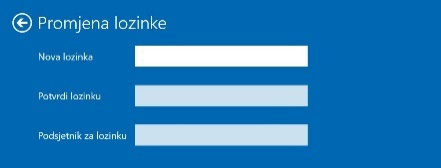 Promjena lozinke
Nova lozinka
Potvrdi lozinku
Podsjetnik za lozinku